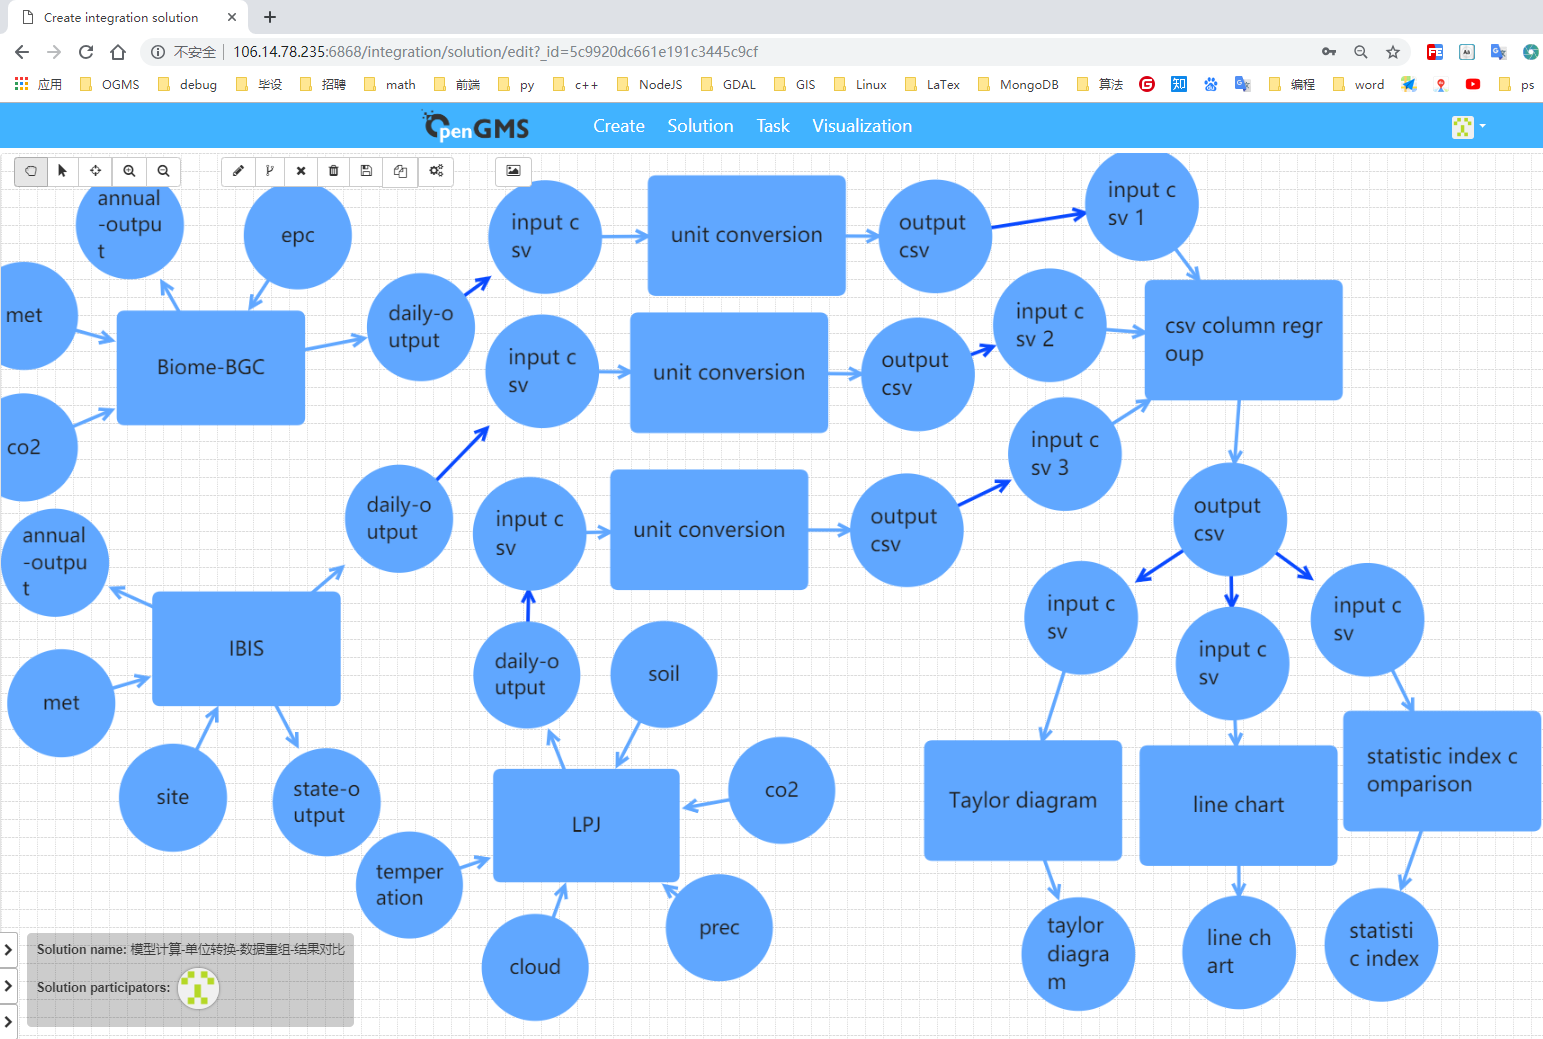 Create integration solution
不安全 106.14.78.235:6868/integration/solution/edit?_id=5c9920dc661e191c3445c9cf
应用 OGMS debug 毕设 招聘 math 前端 py c++ NodeJS GDAL GIS Linux LaTex MongoDB 算法 知 编程 word ps
OpenGMS Create Solution Task Visualization
annual
-outpu
t
epc
met
Biome-BGC
co2
daily-o
utput
input c
sv
unit conversion
output
csv
input c
sv 1
input c
sv
unit conversion
output
csv
input c
sv 2
csv column regr
oup
daily-o
utput
input c
sv
unit conversion
output
csv
input c
sv 3
output
csv
annual
-outpu
t
IBIS
met
site
state-o
utput
daily-o
utput
soil
LPJ
co2
temper
ation
cloud
prec
input c
sv
input c
sv
input c
sv
Taylor diagram
line chart
statistic index c
omparison
taylor
diagra
m
line ch
art
statisti
c index
Solution name: 模型计算-单位转换-数据重组-结果对比
Solution participators: